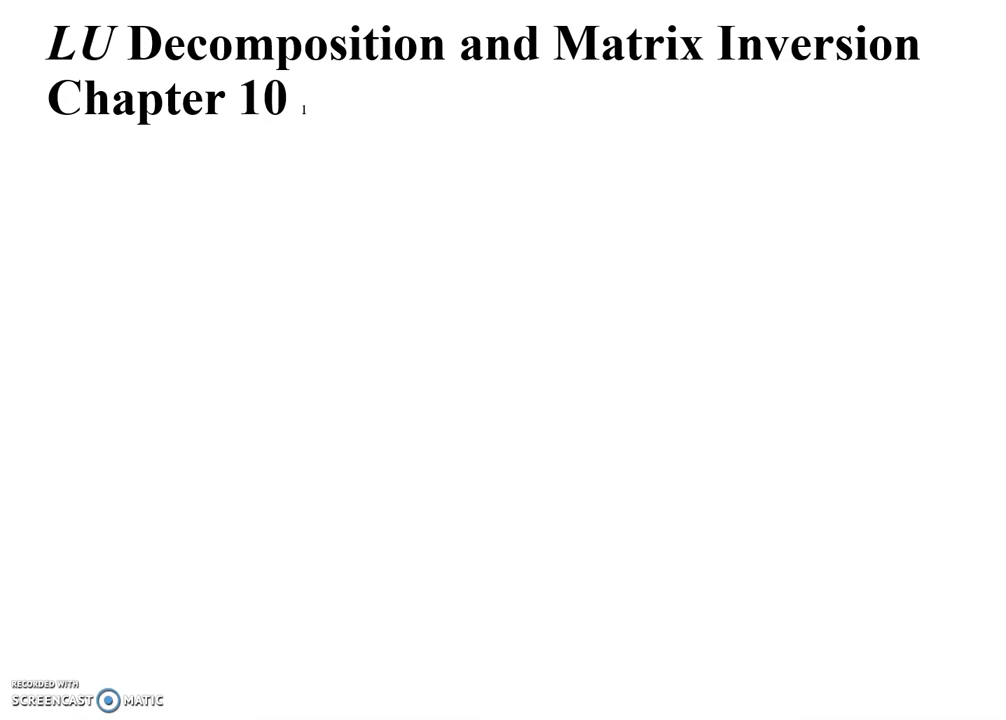 LU Decomposition and Matrix Inversion
Chapter 10 1
RECORDED WITH
SCREENCAST MATIC